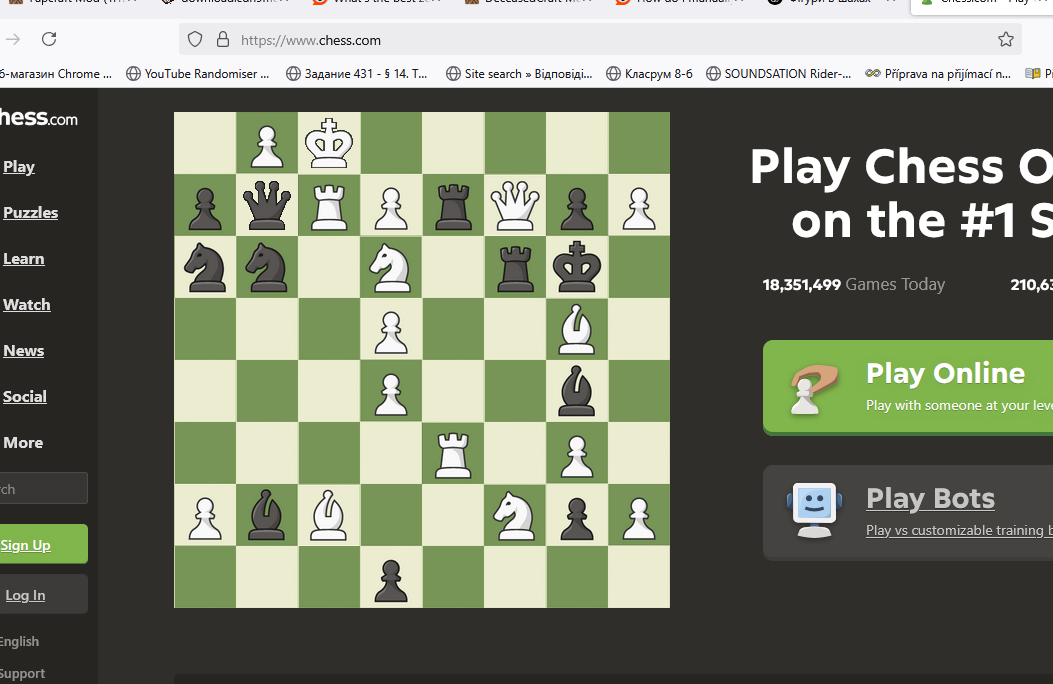 https://www.chess.com
б-магазин Chrome ...
YouTube Randomiser ...
Задание 431 - § 14. Т...
Site search » Відповіді...
Класрум 8-б
SOUNDSATION Rider-...
Příprava na přijímací n...
hess.com
Play
Puzzles
Learn
Watch
News
Social
More
rch
Sign Up
Log In
English
Support
Play Chess O
on the #1 S
18,351,499 Games Today
210,63
Play Online
Play with someone at your leve
Play Bots
Play vs customizable training b